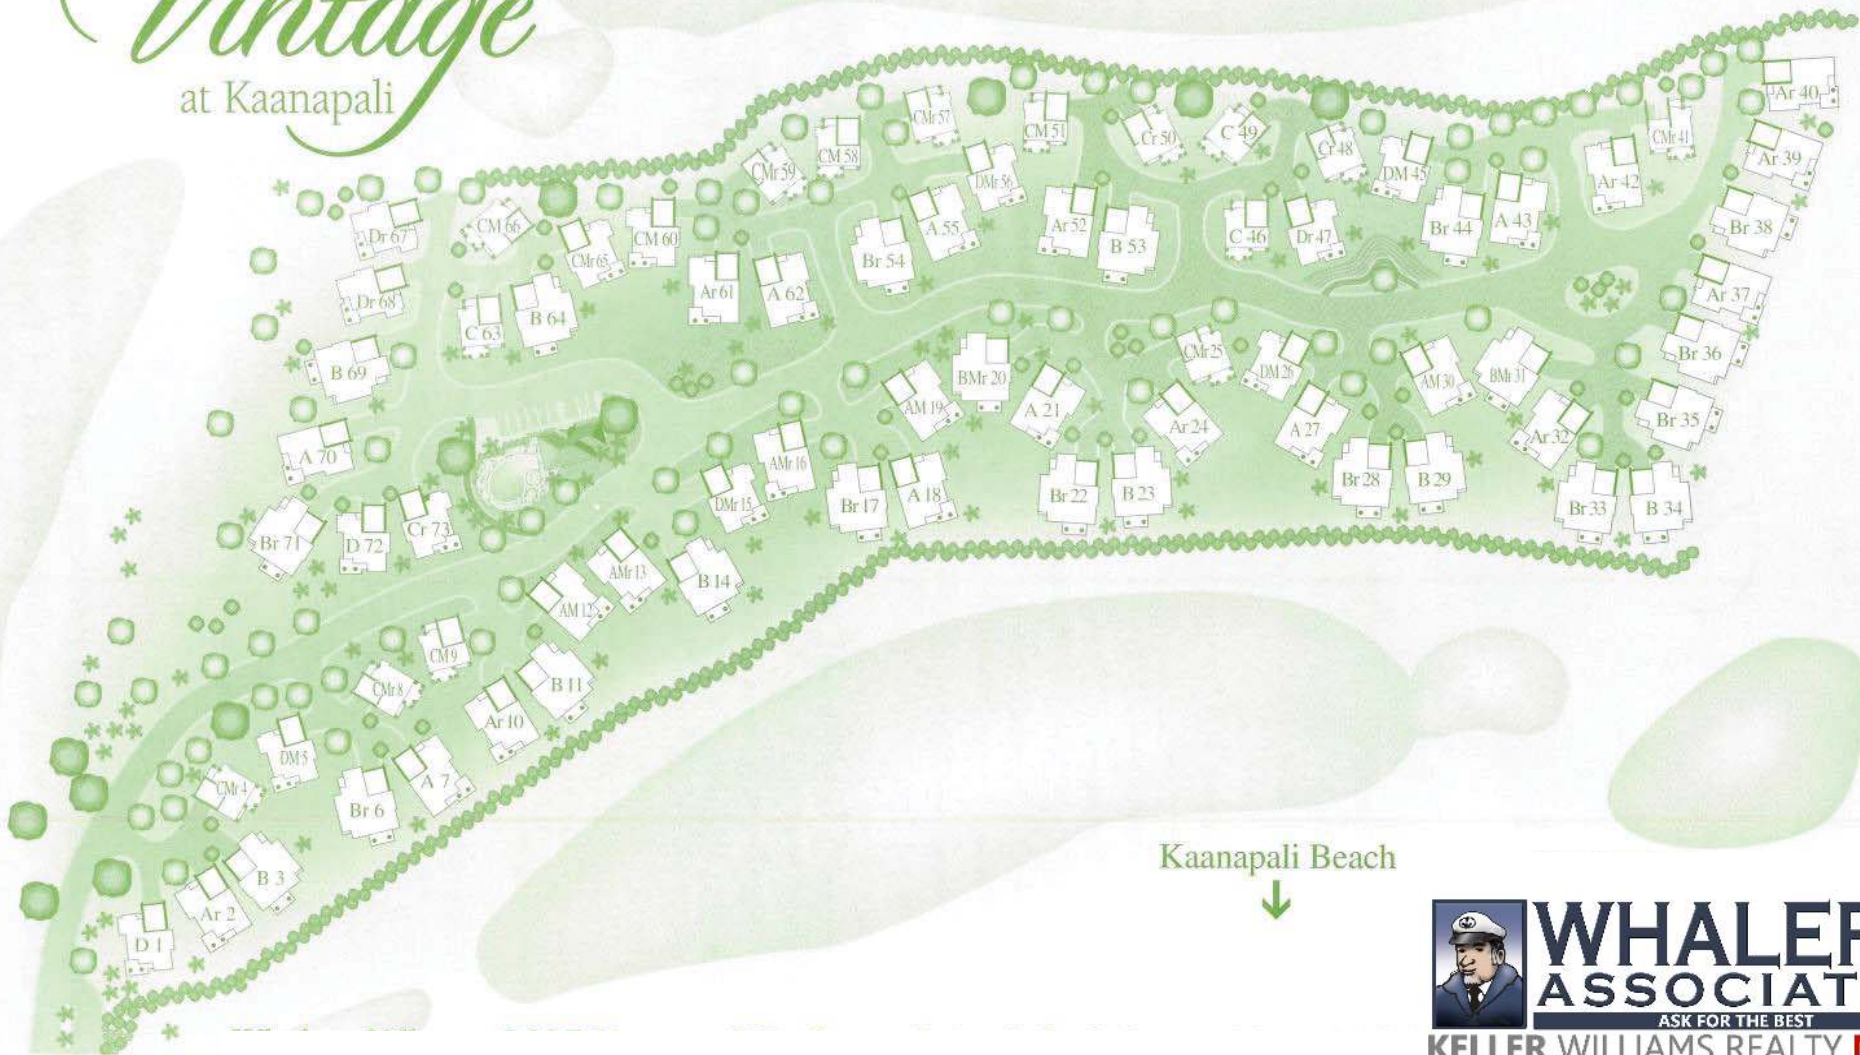 Vintage
at Kaanapali
Ar 40
CMr 57
CM 51
Cr 50
C 49
CMr 41
CM 58
Cr 48
Ar 39
CMr 59
DMr 56
DM 45
Ar 42
CM 66
A 55
Ar 52
Br 44
A 43
Br 38
Dr 67
CM 60
B 53
C 46
Dr 47
CMr 65
Br 54
Dr 68
Ar 61
A 62
Ar 37
C 63
B 64
B 69
CMr 25
Br 36
BMr 20
DM 26
AM 30
BMr 31
AM 19
A 21
Ar 24
A 27
Ar 32
Br 35
A 70
AMr 16
DMr 15
Br 17
A 18
Br 22
B 23
Br 28
B 29
Br 33
B 34
Br 71
D 72
Cr 73
AMr 13
B 14
AM 12
CM 9
CMr 8
B 11
Ar 10
DM 5
CMr 4
A 7
Br 6
B 3
Ar 2
D 1
Kaanapali Beach
WHALER
ASSOCIAT
ASK FOR THE BEST
KELLER WILLIAMS REALTY